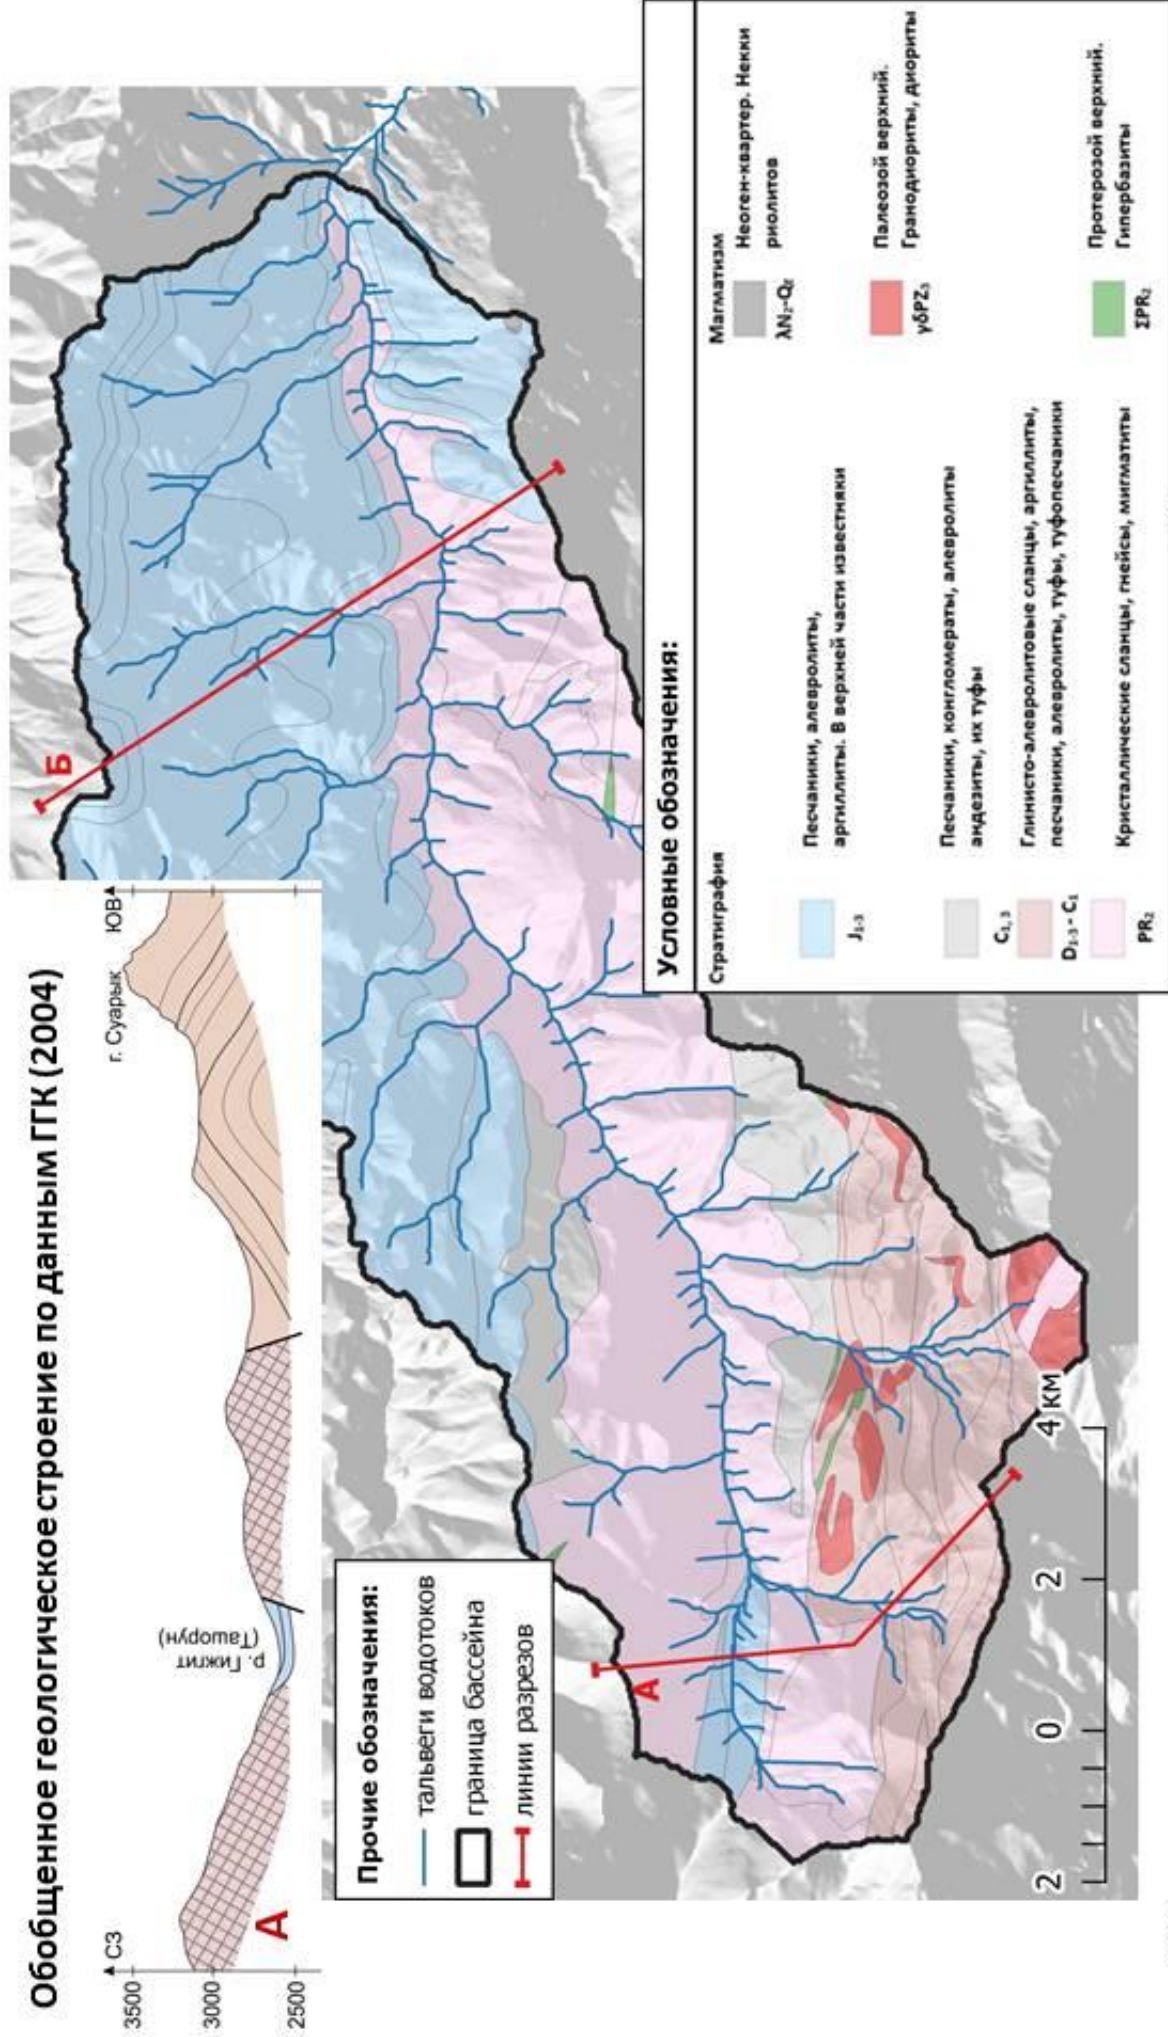 Обобщенное геологическое строение по данным ГГК (2004)
СЗ
г. Суарык
ЮВ
3500
3000
2500
р. Гижгит
(Ташорун)
А
Б
Прочие обозначения:
тальвеги водотоков
граница бассейна
линии разрезов
А
2
0
2
4 км
Условные обозначения:
Стратиграфия
J₁₋₃
Песчаники, алевролиты,
аргиллиты. В верхней части известняки
C₁,₃
Песчаники, конгломераты, алевролиты
андезиты, их туфы
D₁₋₃ - C₁
Глинисто-алевролитовые сланцы, аргиллиты,
песчаники, алевролиты, туфы, туфопесчаники
PR₂
Кристаллические сланцы, гнейсы, мигматиты
Магматизм
λN₂-QE
Неоген-квартер. Некки
риолитов
γδPZ₃
Палеозой верхний.
Гранодиориты, диориты
ΣPR₂
Протерозой верхний.
Гипербазиты